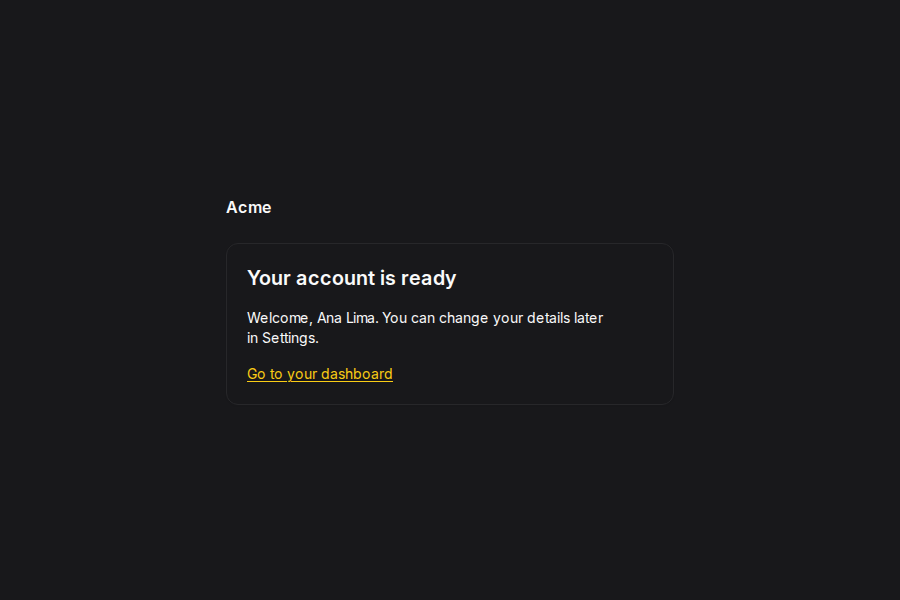 Acme
Your account is ready
Welcome, Ana Lima. You can change your details later
in Settings.
Go to your dashboard